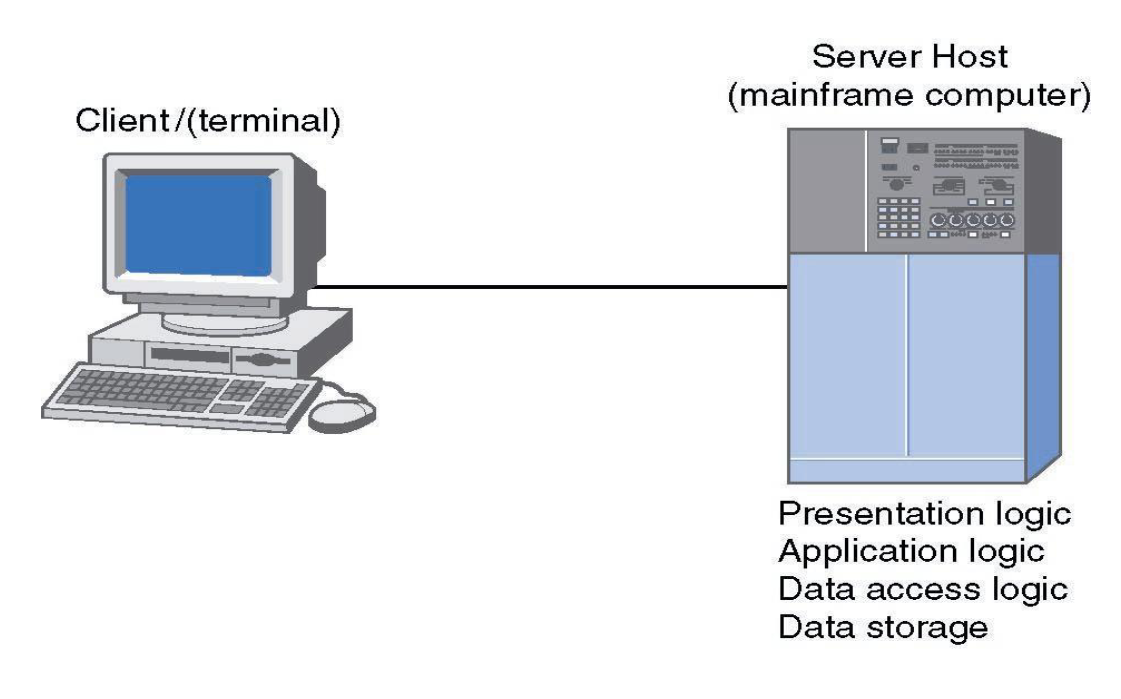 Server Host
(mainframe computer)
Client/(terminal)
Presentation logic
Application logic
Data access logic
Data storage